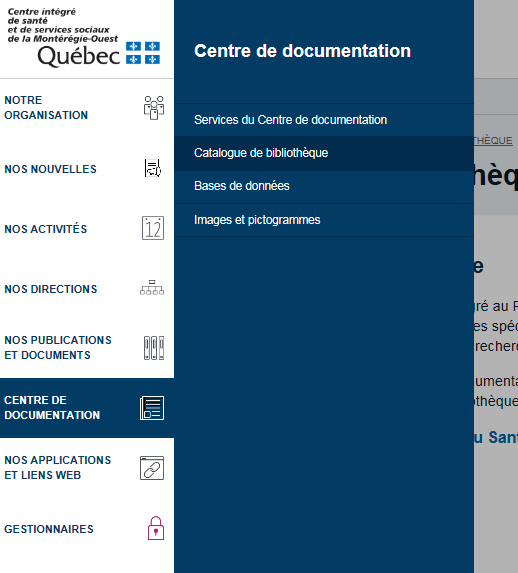 Centre intégré
de santé
et de services sociaux
de la Montérégie-Ouest
Québec
NOTRE
ORGANISATION
NOS NOUVELLES
NOS ACTIVITÉS
12
NOS DIRECTIONS
NOS PUBLICATIONS
ET DOCUMENTS
CENTRE DE
DOCUMENTATION
NOS APPLICATIONS
ET LIENS WEB
GESTIONNAIRES
Centre de documentation
Services du Centre de documentation
Catalogue de bibliothèque
Bases de données
Images et pictogrammes
THÈQUE
hèq
e
gré au P
es spéc
recher
umenta
othèque
u Sant